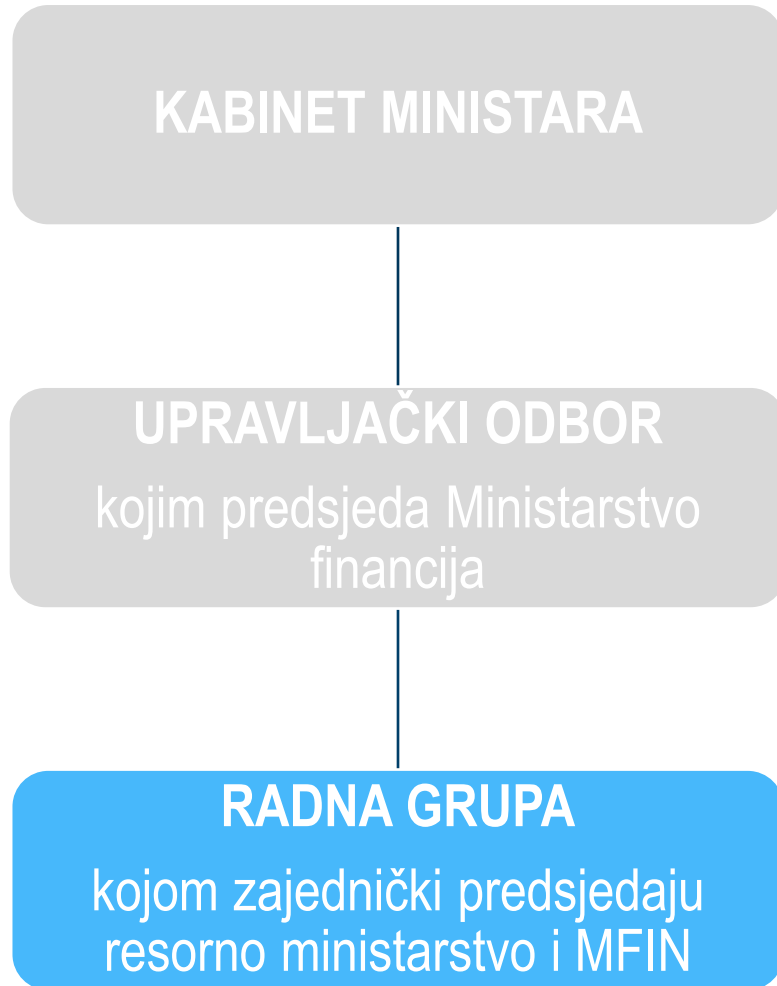 KABINET MINISTARA
UPRAVLJAČKI ODBOR
kojim predsjeda Ministarstvo
financija
RADNA GRUPA
kojom zajednički predsjedaju
resorno ministarstvo i MFIN